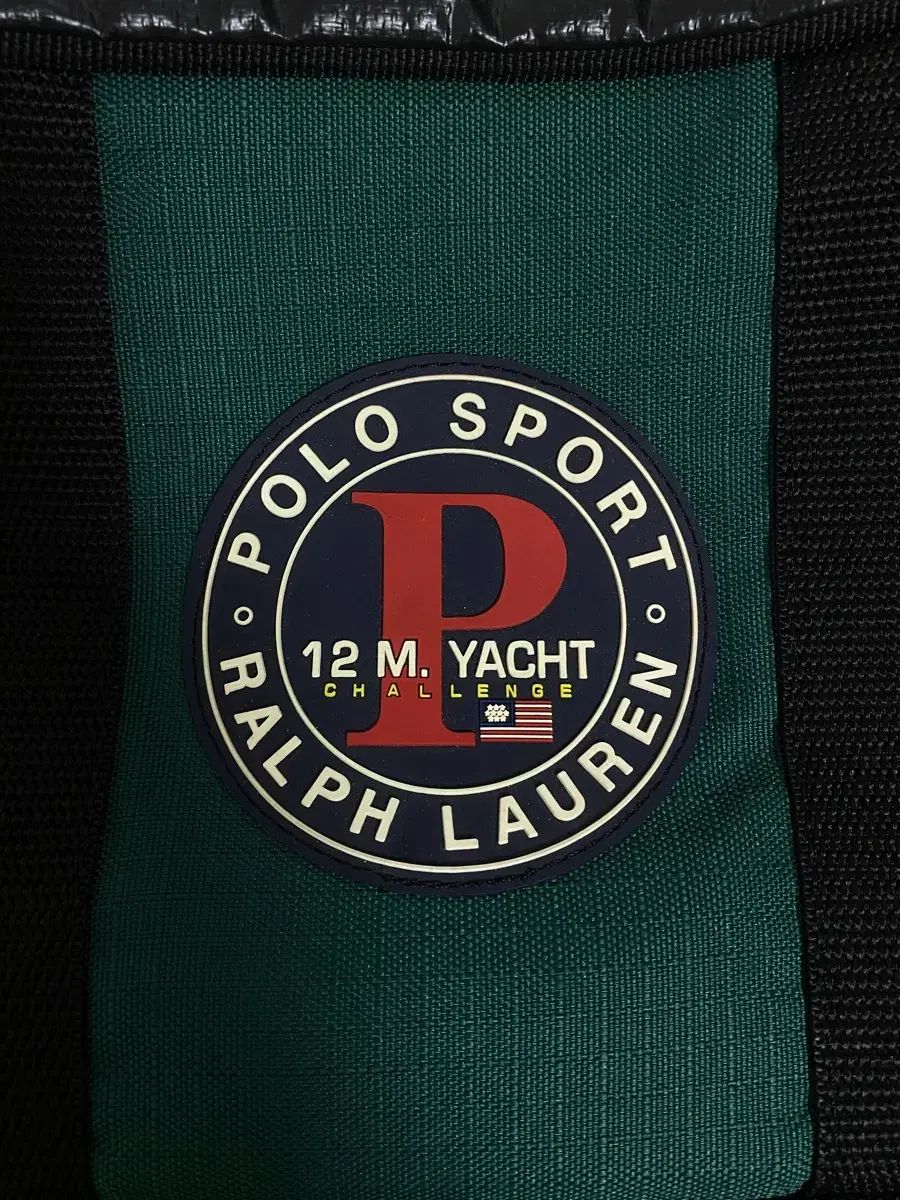 POLO SPORT
P
12 M. YACHT
CHALLENGE
RALPH LAUREN